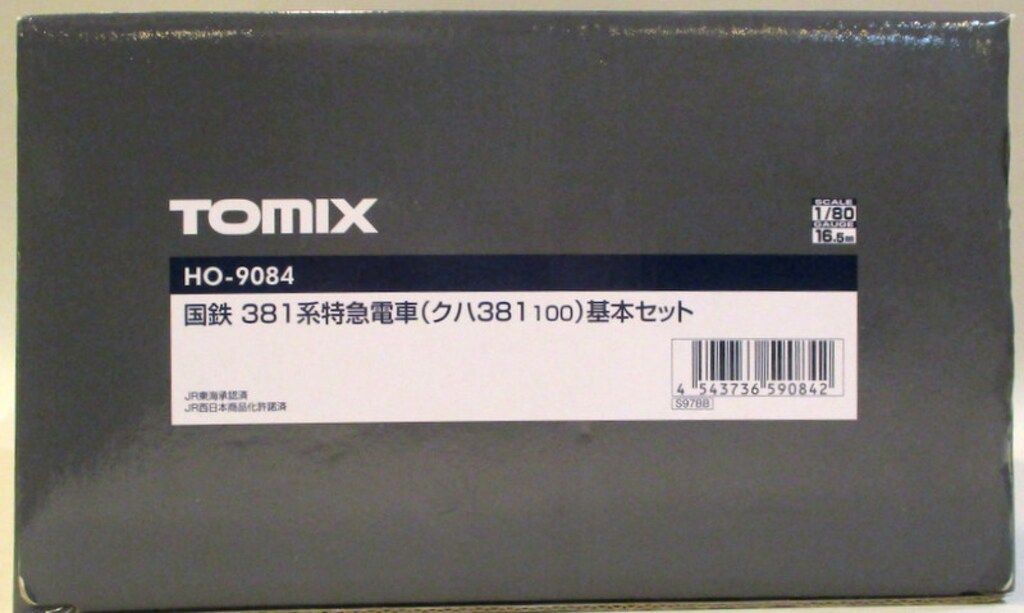 TOMIX
SCALE
1/80
GAUGE
16.5mm
HO-9084
国鉄 381系特急電車(クハ381100)基本セット
4 543736 590842
JR東海承認済
JR西日本商品化許諾済
S97BB